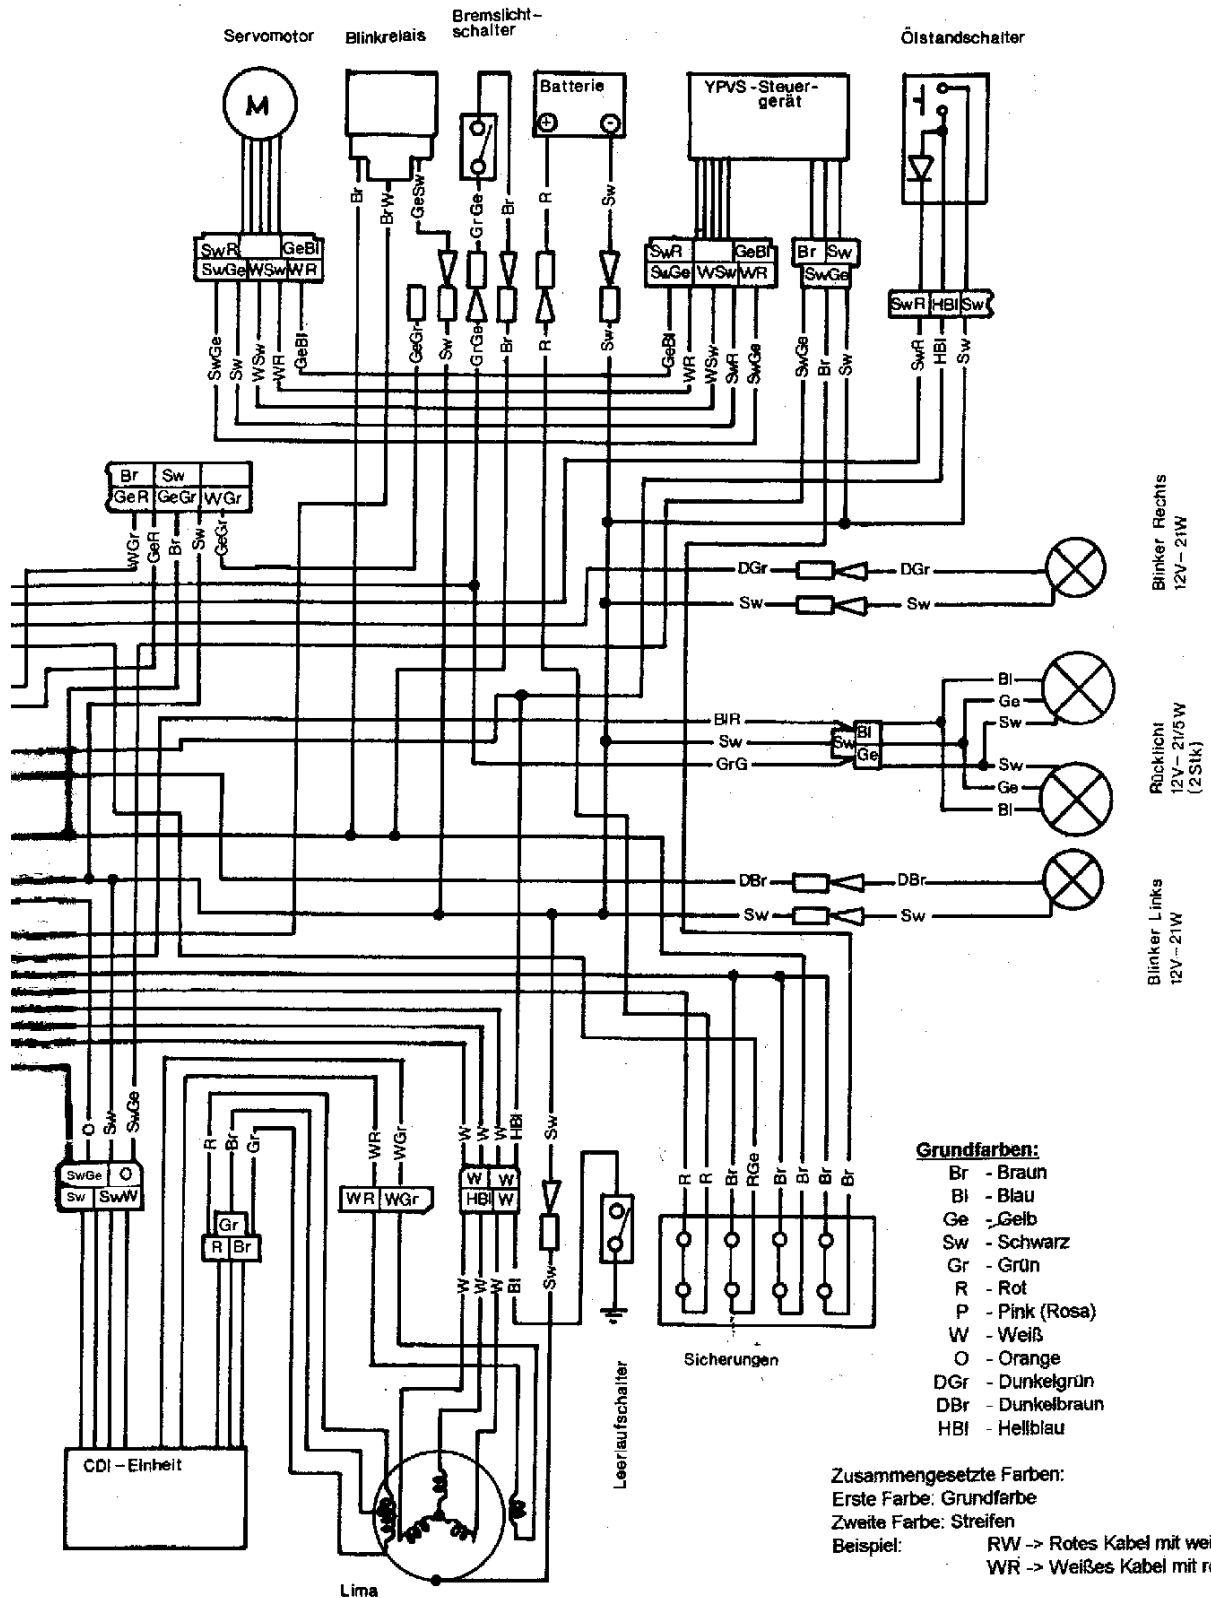 Bremslicht-
schalter
Servomotor
Blinkrelais
Ölstandschalter
Batterie
YPVS-Steuer-
gerät
M
+
-
Br
BrW
GeSw
GrGe
Br
R
Sw
SwR GeBl
SwGe WSw WR
SwR GeBl
SwGe WSw WR
Br Sw
SwGe
SwR HBl Sw
SwGe
Sw
WSw
WR
GeBl
GeGr
Sw
GrGe
Br
R
Sw
GeBl
WR
WSw
SwR
SwGe
SwGe
Br
Sw
SwR
HBl
Sw
Br Sw
GeR GeGr WGr
WGr
GeR
Br
Sw
GeGr
Blinker Rechts
12V-21W
DGr DGr
Sw Sw
Rücklicht
12V-21/5W
(2Stk)
BlR
Sw
GrG
Bl
Sw
Ge
Bl
Ge
Sw
Sw
Ge
Bl
Blinker Links
12V-21W
DBr DBr
Sw Sw
O
Sw
SwGe
SwGe O
Sw SwW
R
Br
Gr
Gr
R Br
WR
WGr
WR WGr
W
W
W
HBl
W W
HBl W
W
W
W
Bl
Sw
Sw
R
R
Br
RGe
Br
Br
Br
Br
Sicherungen
Leerlaufschalter
CDI-Einheit
Lima
Grundfarben:
Br - Braun
Bl - Blau
Ge - Gelb
Sw - Schwarz
Gr - Grün
R - Rot
P - Pink (Rosa)
W - Weiß
O - Orange
DGr - Dunkelgrün
DBr - Dunkelbraun
HBl - Hellblau
Zusammengesetzte Farben:
Erste Farbe: Grundfarbe
Zweite Farbe: Streifen
Beispiel: RW -> Rotes Kabel mit wei
WR -> Weißes Kabel mit r